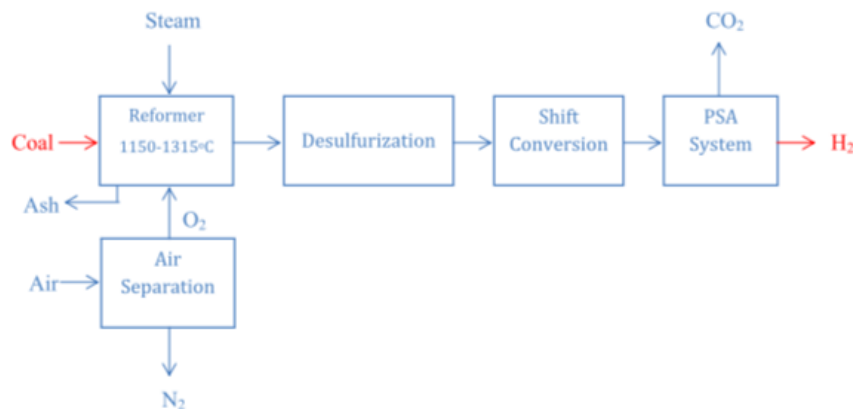 Steam
CO₂
Coal
Reformer
1150-1315ºC
Desulfurization
Shift
Conversion
PSA
System
H₂
Ash
O₂
Air
Air
Separation
N₂